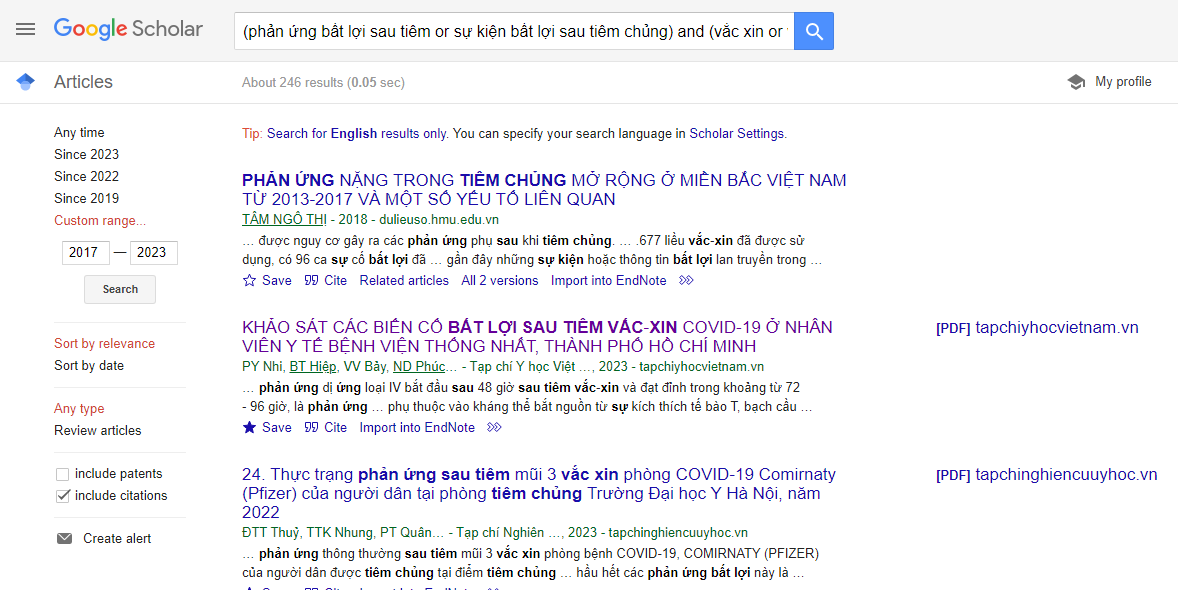 Google Scholar
(phản ứng bất lợi sau tiêm or sự kiện bất lợi sau tiêm chủng) and (vắc xin or
Articles
About 246 results (0.05 sec)
My profile
Any time
Since 2023
Since 2022
Since 2019
Custom range...
2017 — 2023
Search
Sort by relevance
Sort by date
Any type
Review articles
include patents
include citations
Create alert
Tip: Search for English results only. You can specify your search language in Scholar Settings.
PHẢN ỨNG NẶNG TRONG TIÊM CHỦNG MỞ RỘNG Ở MIỀN BẮC VIỆT NAM
TỪ 2013-2017 VÀ MỘT SỐ YẾU TỐ LIÊN QUAN
TÂM NGÔ THỊ - 2018 - dulieuso.hmu.edu.vn
… được nguy cơ gây ra các phản ứng phụ sau khi tiêm chủng. … .677 liều vắc-xin đã được sử
dụng, có 96 ca sự cố bất lợi đã … gần đây những sự kiện hoặc thông tin bất lợi lan truyền trong …
Save Cite Related articles All 2 versions Import into EndNote
KHẢO SÁT CÁC BIẾN CỐ BẤT LỢI SAU TIÊM VẮC-XIN COVID-19 Ở NHÂN
VIÊN Y TẾ BỆNH VIỆN THỐNG NHẤT, THÀNH PHỐ HỒ CHÍ MINH
PY Nhi, BT Hiệp, VV Bảy, ND Phúc… - Tạp chí Y học Việt …, 2023 - tapchiyhocvietnam.vn
… phản ứng dị ứng loại IV bắt đầu sau 48 giờ sau tiêm vắc-xin và đạt đỉnh trong khoảng từ 72
- 96 giờ, là phản ứng … phụ thuộc vào kháng thể bắt nguồn từ sự kích thích tế bào T, bạch cầu …
Save Cite Import into EndNote
[PDF] tapchiyhocvietnam.vn
24. Thực trạng phản ứng sau tiêm mũi 3 vắc xin phòng COVID-19 Comirnaty
(Pfizer) của người dân tại phòng tiêm chủng Trường Đại học Y Hà Nội, năm
2022
ĐTT Thuỷ, TTK Nhung, PT Quân… - Tạp chí Nghiên …, 2023 - tapchinghiencuuyhoc.vn
… phản ứng thông thường sau tiêm mũi 3 vắc xin phòng bệnh COVID-19, COMIRNATY (PFIZER)
của người dân được tiêm chủng tại điểm tiêm chủng … hầu hết các phản ứng bất lợi này là …
[PDF] tapchinghiencuuyhoc.vn